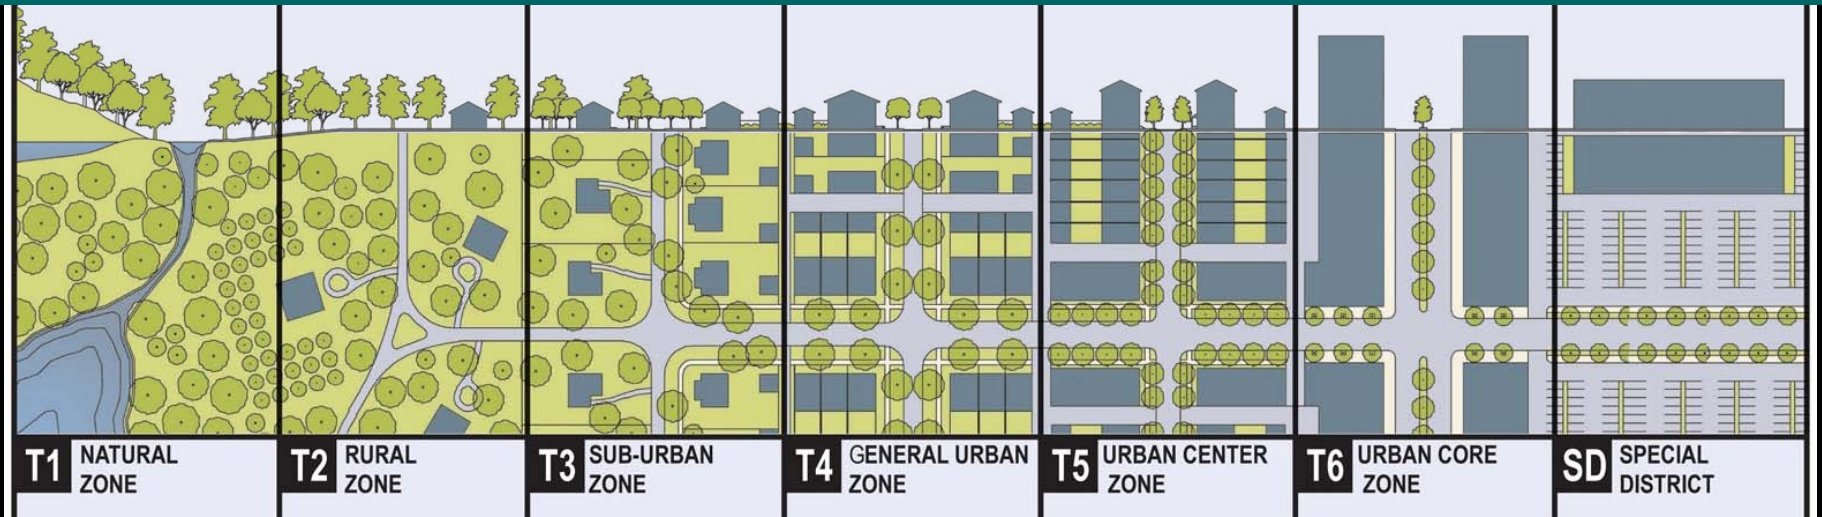 T1 NATURAL
ZONE
T2 RURAL
ZONE
T3 SUB-URBAN
ZONE
T4 GENERAL URBAN
ZONE
T5 URBAN CENTER
ZONE
T6 URBAN CORE
ZONE
SD SPECIAL
DISTRICT